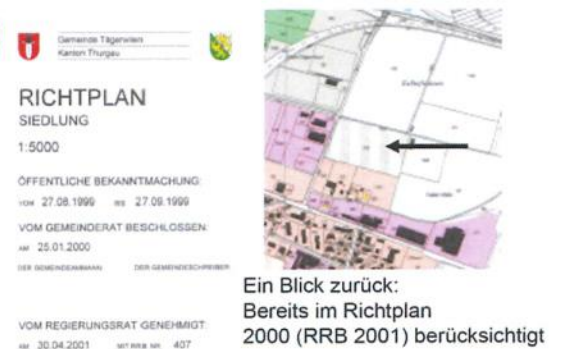 Gemeinde Tägerwilen
Kanton Thurgau
RICHTPLAN
SIEDLUNG
1:5000
ÖFFENTLICHE BEKANNTMACHUNG:
VOM 27.08.1999 BIS 27.09.1999
VOM GEMEINDERAT BESCHLOSSEN:
AM 25.01.2000
DER GEMEINDEAMMANN DER GEMEINDESCHREIBER
VOM REGIERUNGSRAT GENEHMIGT:
AM 30.04.2001 MIT RRB NR. 407
Ein Blick zurück:
Bereits im Richtplan
2000 (RRB 2001) berücksichtigt